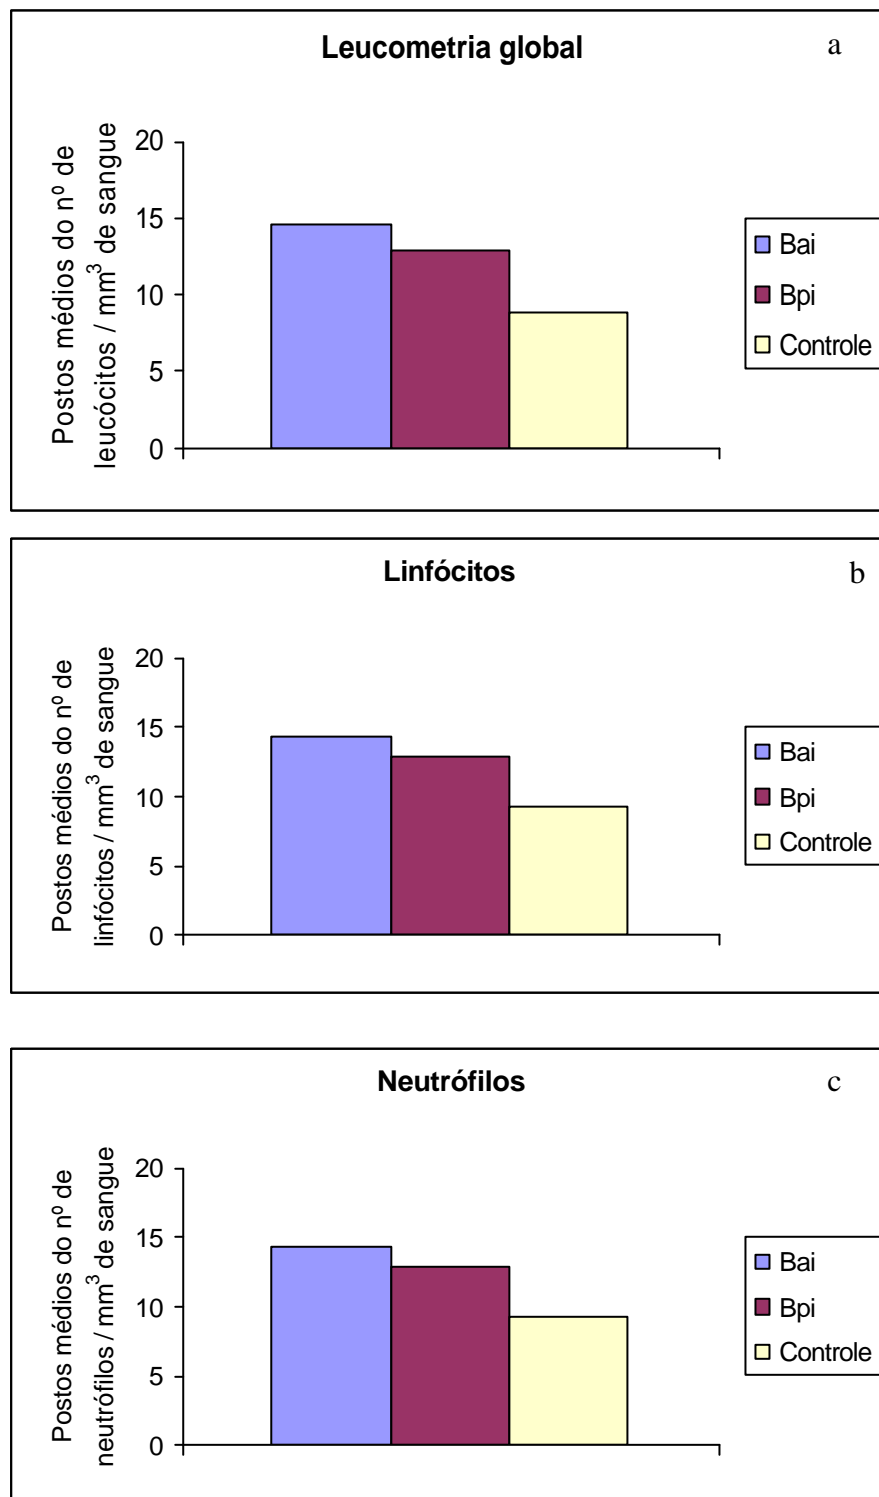 Leucometria global
a
Postos médios do nº de
leucócitos / mm³ de sangue
20
15
10
5
0
Bai
Bpi
Controle
Linfócitos
b
Postos médios do nº de
linfócitos / mm³ de sangue
20
15
10
5
0
Bai
Bpi
Controle
Neutrófilos
c
Postos médios do nº de
neutrófilos / mm³ de sangue
20
15
10
5
0
Bai
Bpi
Controle